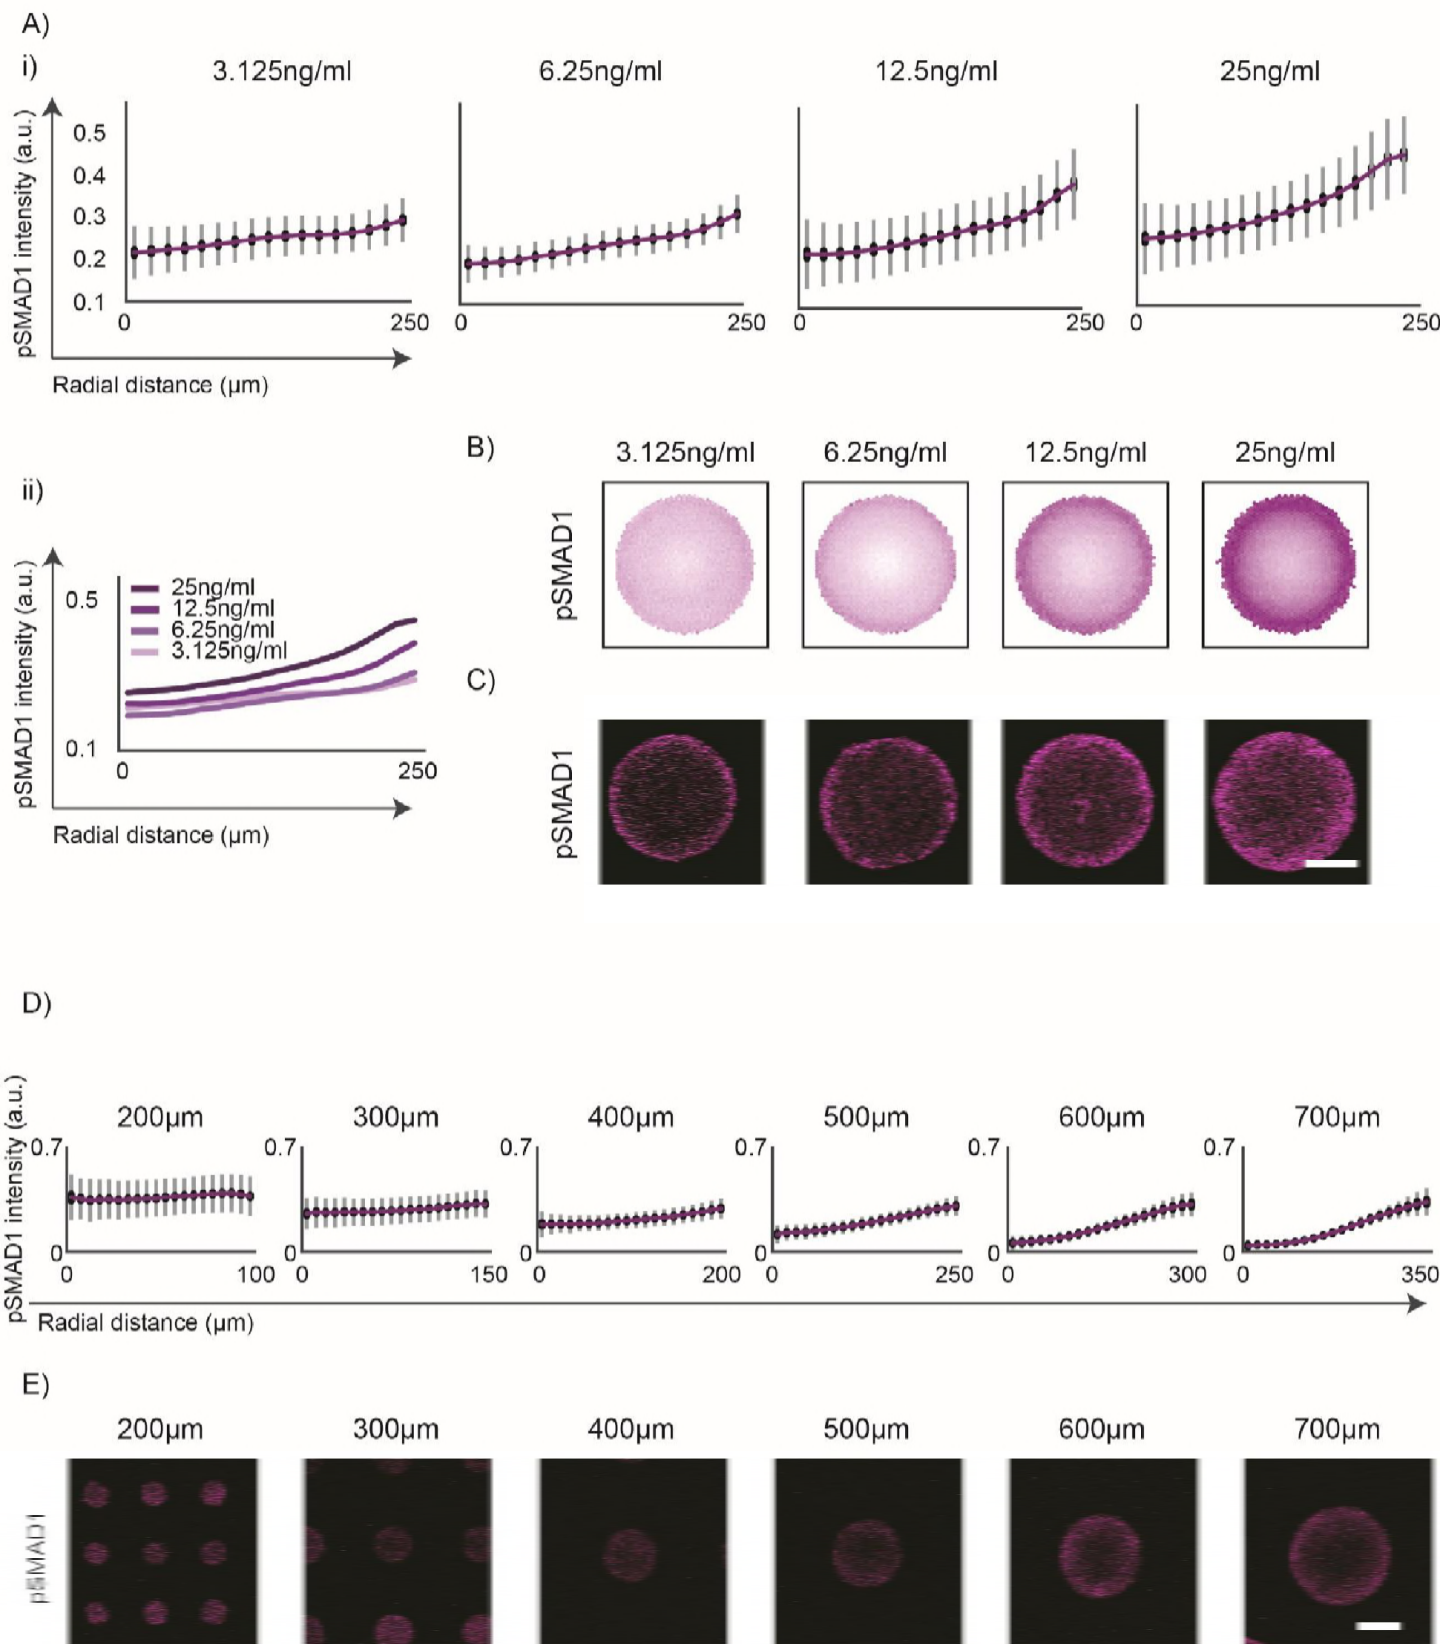 A)
i)
3.125ng/ml 6.25ng/ml 12.5ng/ml 25ng/ml
pSMAD1 intensity (a.u.)
0.5
0.4
0.3
0.2
0.1
0 250 0 250 0 250 0 250
Radial distance (µm)
ii)
pSMAD1 intensity (a.u.)
0.5
25ng/ml
12.5ng/ml
6.25ng/ml
3.125ng/ml
0.1
0 250
Radial distance (µm)
B)
3.125ng/ml 6.25ng/ml 12.5ng/ml 25ng/ml
pSMAD1
C)
pSMAD1
D)
pSMAD1 intensity (a.u.)
200µm 300µm 400µm 500µm 600µm 700µm
0.7 0.7 0.7 0.7 0.7 0.7
0 0 0 0 0 0
0 100 0 150 0 200 0 250 0 300 0 350
Radial distance (µm)
E)
200µm 300µm 400µm 500µm 600µm 700µm
pSMAD1